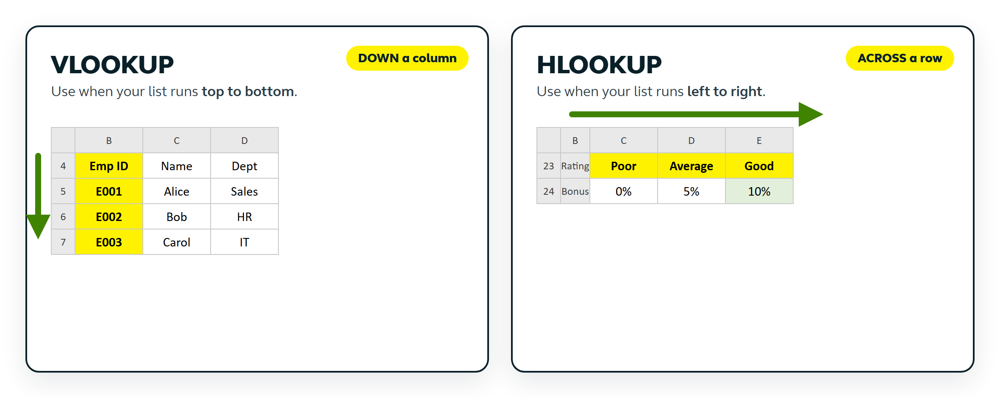 VLOOKUP
DOWN a column
Use when your list runs top to bottom.
B C D
4 Emp ID Name Dept
5 E001 Alice Sales
6 E002 Bob HR
7 E003 Carol IT
HLOOKUP
ACROSS a row
Use when your list runs left to right.
B C D E
23 Rating Poor Average Good
24 Bonus 0% 5% 10%